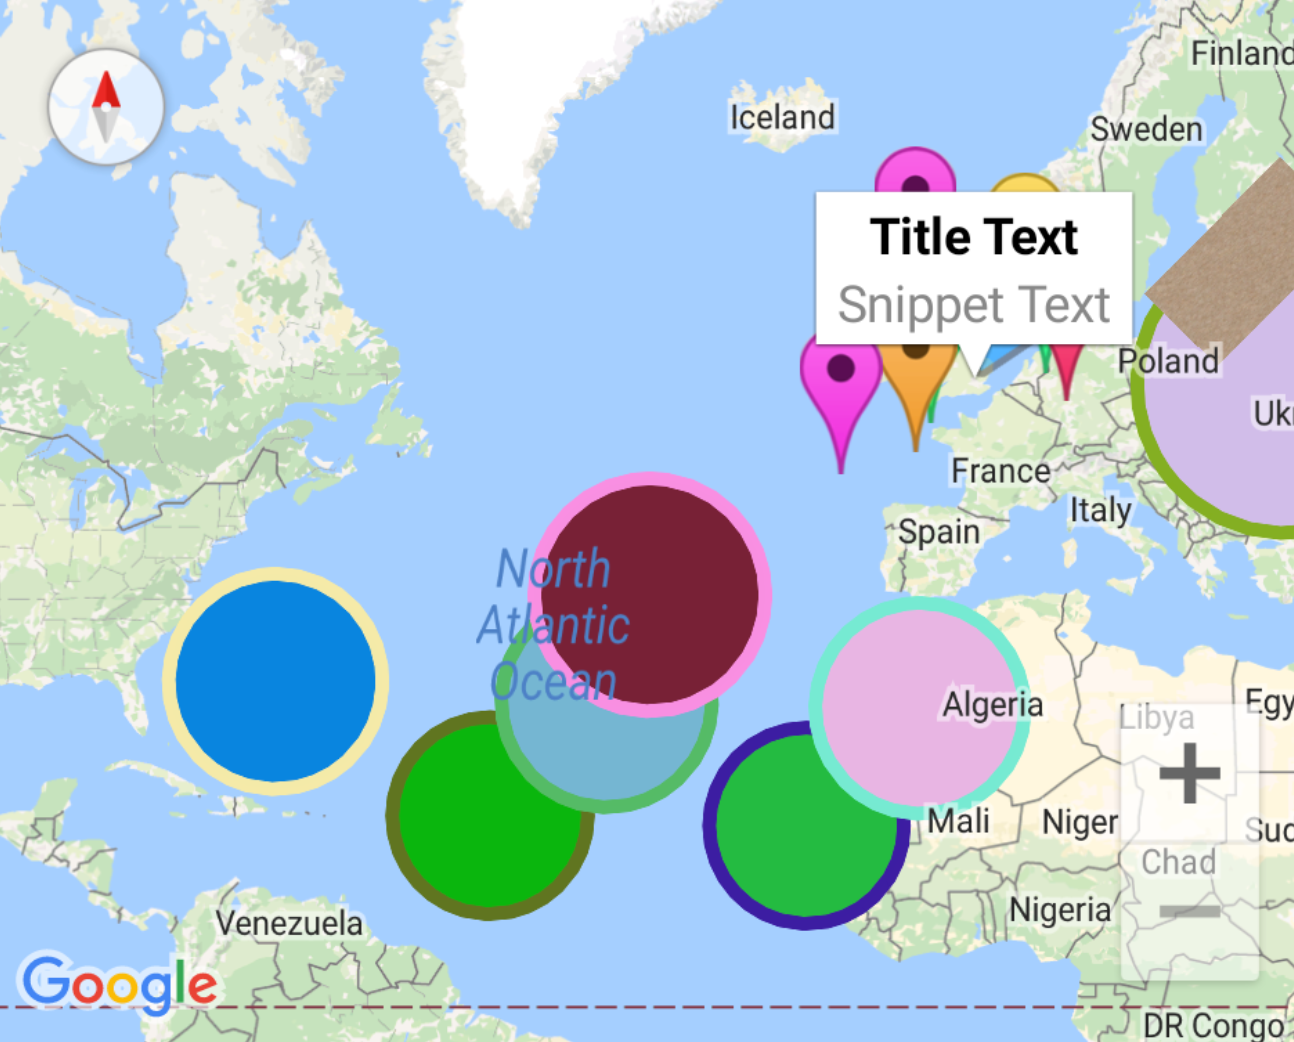 Finland
Iceland
Sweden
Title Text
Snippet Text
Poland
Ukr
France
Italy
Spain
North
Atlantic
Ocean
Algeria
Libya
Egy
Mali
Niger
Sud
Chad
Nigeria
Venezuela
Google
DR Congo